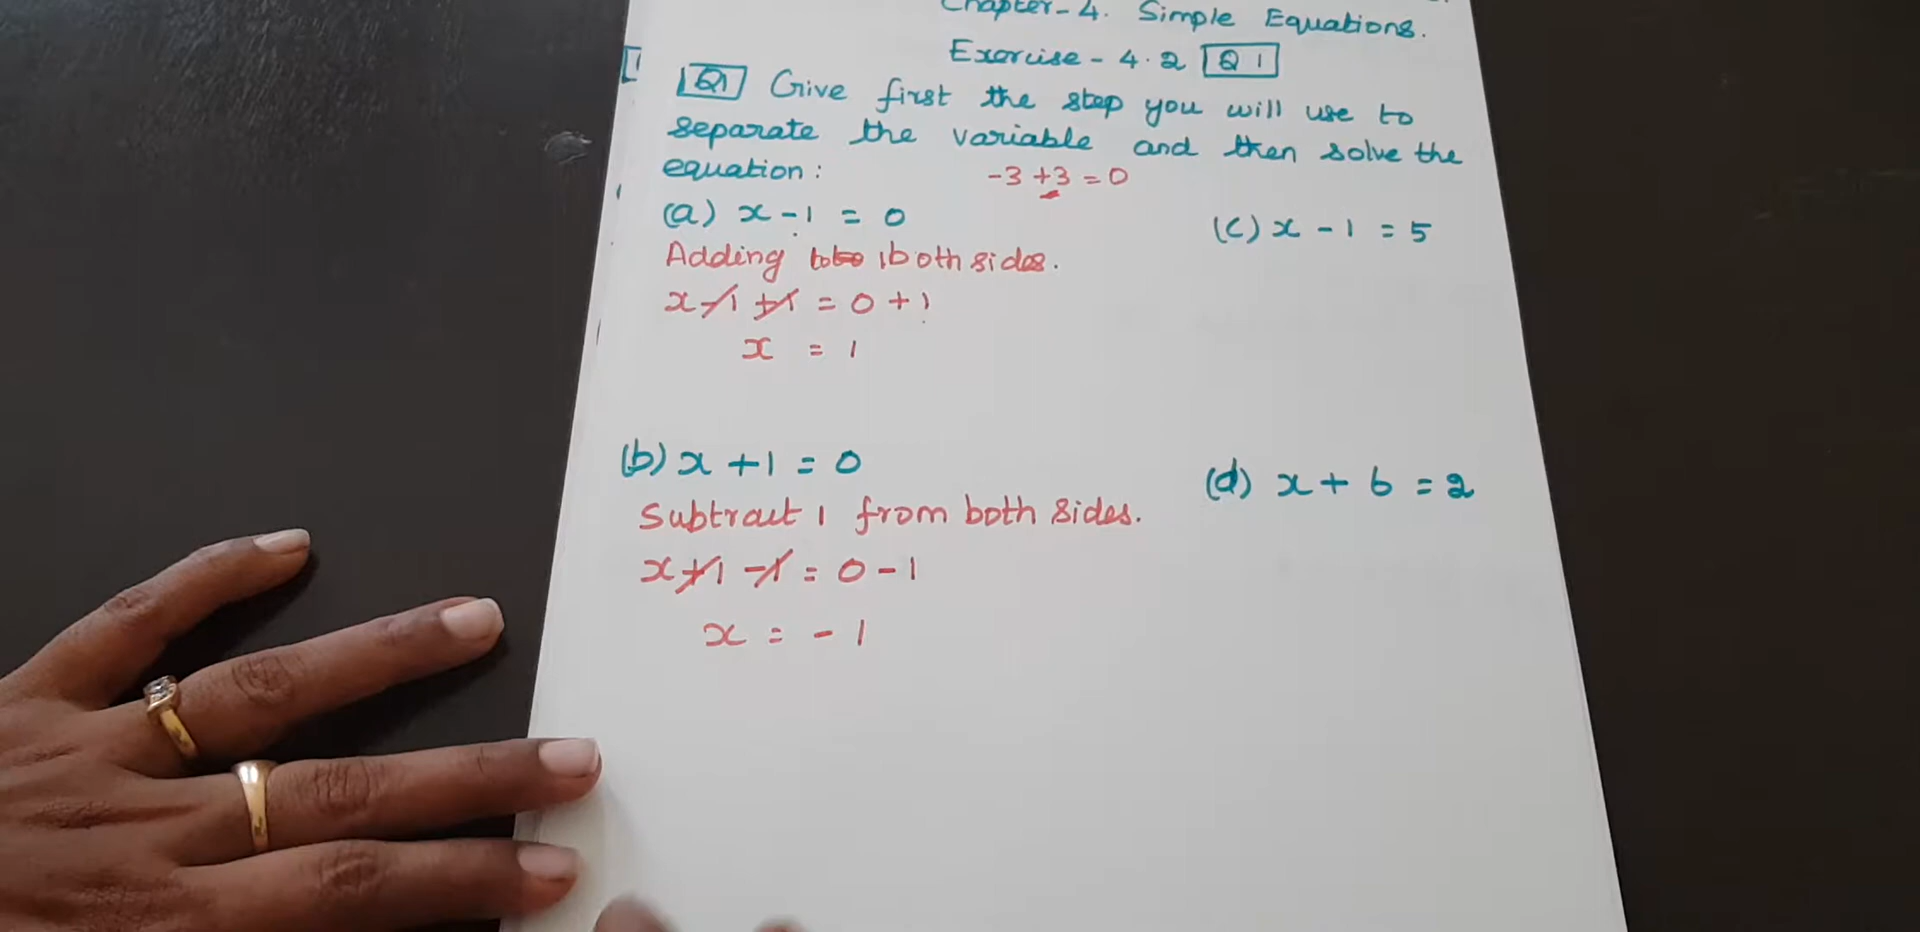 Chapter-4. Simple Equations.
Exercise - 4.2 Q1
Q1 Give first the step you will use to
separate the variable and then solve the
equation:
-3 +3 = 0
(a) x - 1 = 0
Adding 1 both sides.
x - 1 + 1 = 0 + 1
x = 1
(b) x + 1 = 0
Subtract 1 from both sides.
x + 1 - 1 = 0 - 1
x = - 1
(c) x - 1 = 5
(d) x + 6 = 2